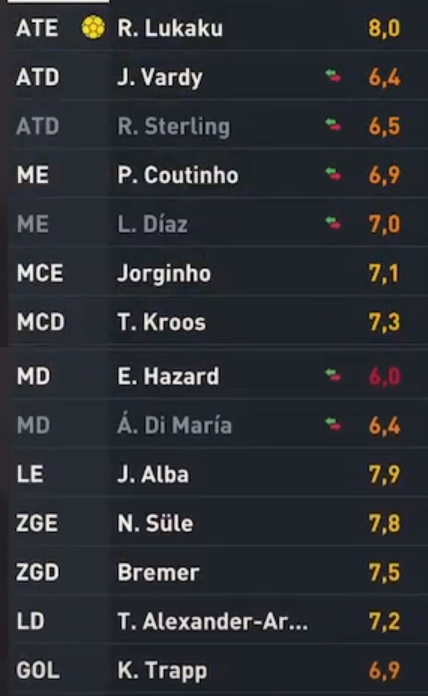 ATE R. Lukaku 8,0
ATD J. Vardy 6,4
ATD R. Sterling 6,5
ME P. Coutinho 6,9
ME L. Díaz 7,0
MCE Jorginho 7,1
MCD T. Kroos 7,3
MD E. Hazard 6,0
MD Á. Di María 6,4
LE J. Alba 7,9
ZGE N. Süle 7,8
ZGD Bremer 7,5
LD T. Alexander-Ar... 7,2
GOL K. Trapp 6,9